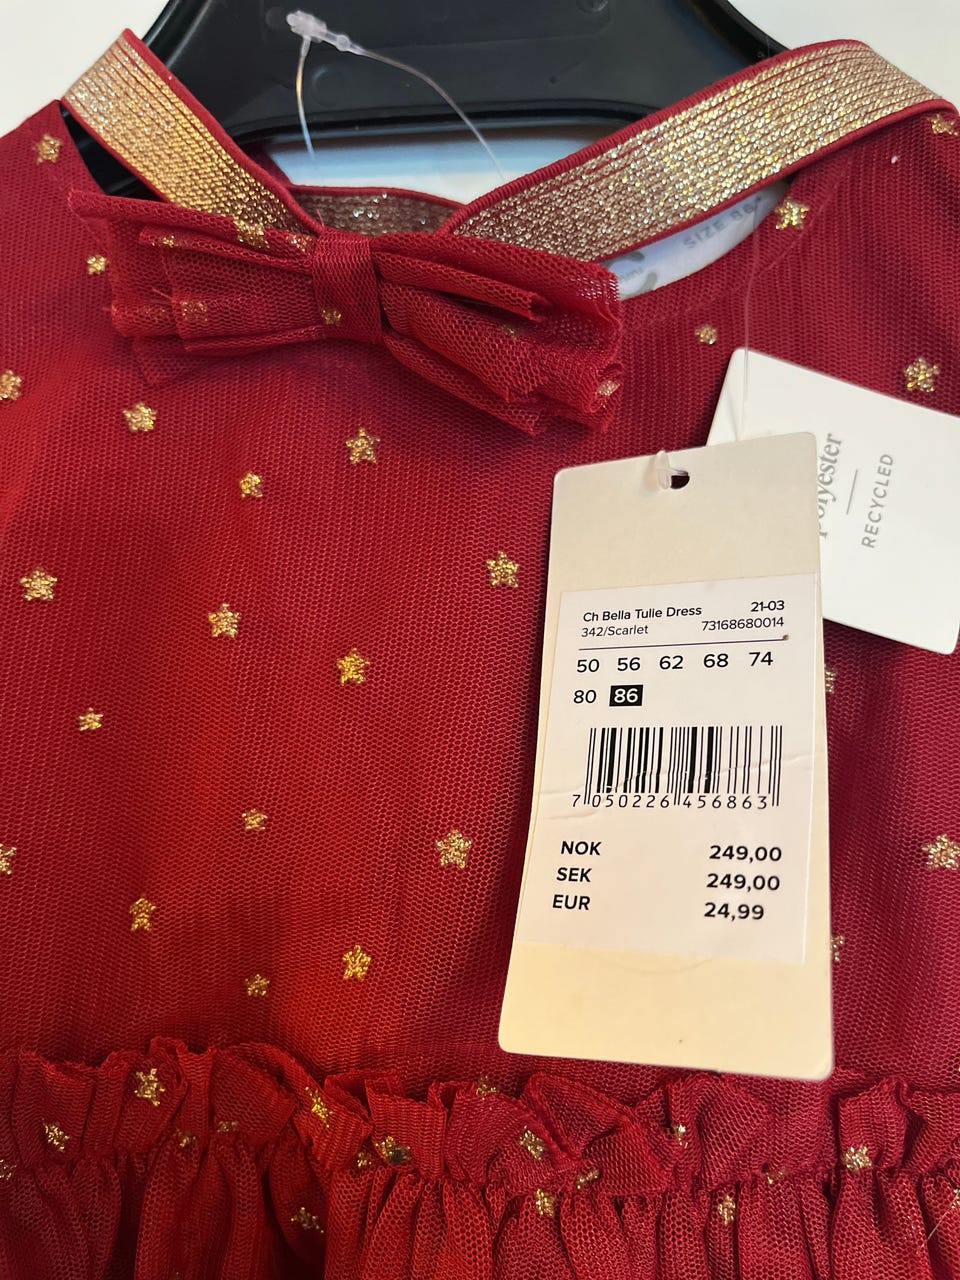 SIZE 86
polyester
RECYCLED
Ch Bella Tulle Dress 21-03
342/Scarlet 73168680014
50 56 62 68 74
80 86
7 050226 456863
NOK 249,00
SEK 249,00
EUR 24,99